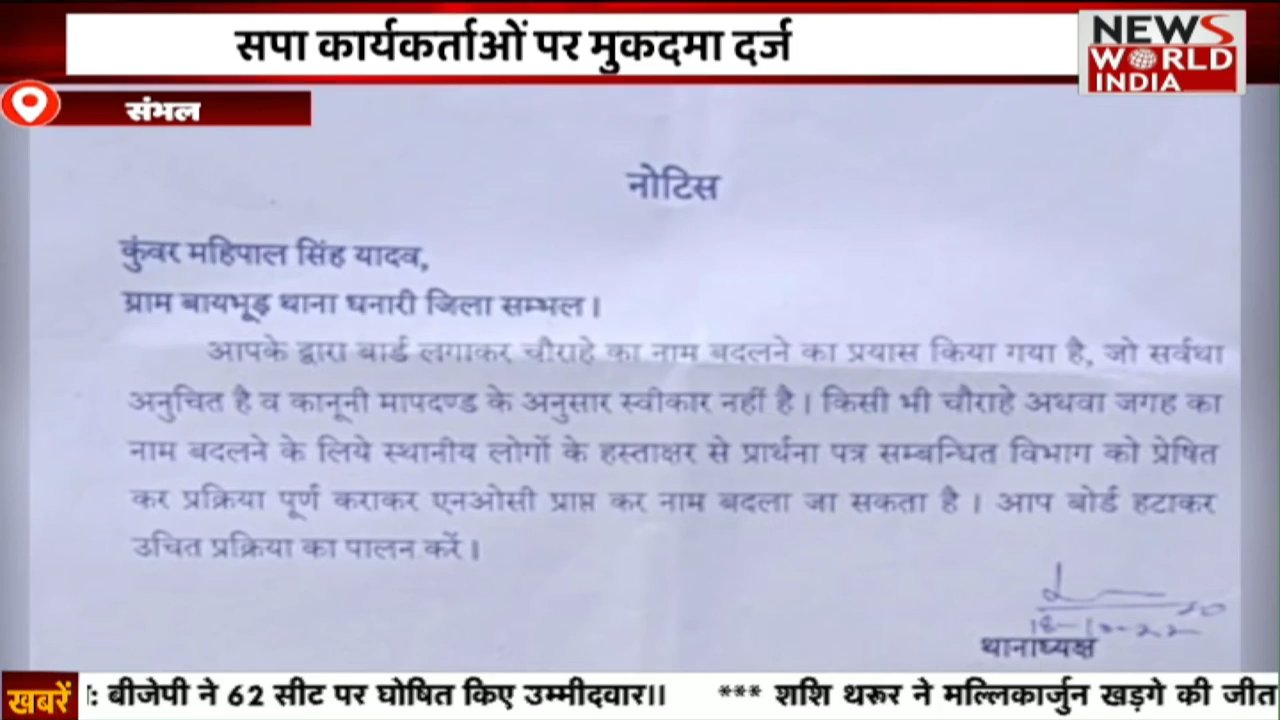 सपा कार्यकर्ताओं पर मुकदमा दर्ज
NEWS
WORLD
INDIA
संभल
नोटिस
कुंवर महिपाल सिंह यादव,
ग्राम बायभूड़ थाना धनारी जिला सम्भल।
आपके द्वारा बार्ड लगाकर चौराहे का नाम बदलने का प्रयास किया गया है, जो सर्वथा
अनुचित है व कानूनी मापदण्ड के अनुसार स्वीकार नहीं है। किसी भी चौराहे अथवा जगह का
नाम बदलने के लिये स्थानीय लोगों के हस्ताक्षर से प्रार्थना पत्र सम्बन्धित विभाग को प्रेषित
कर प्रक्रिया पूर्ण कराकर एनओसी प्राप्त कर नाम बदला जा सकता है। आप बोर्ड हटाकर
उचित प्रक्रिया का पालन करें।
थानाध्यक्ष
खबरें : बीजेपी ने 62 सीट पर घोषित किए उम्मीदवार॥ *** शशि थरूर ने मल्लिकार्जुन खड़गे की जीत